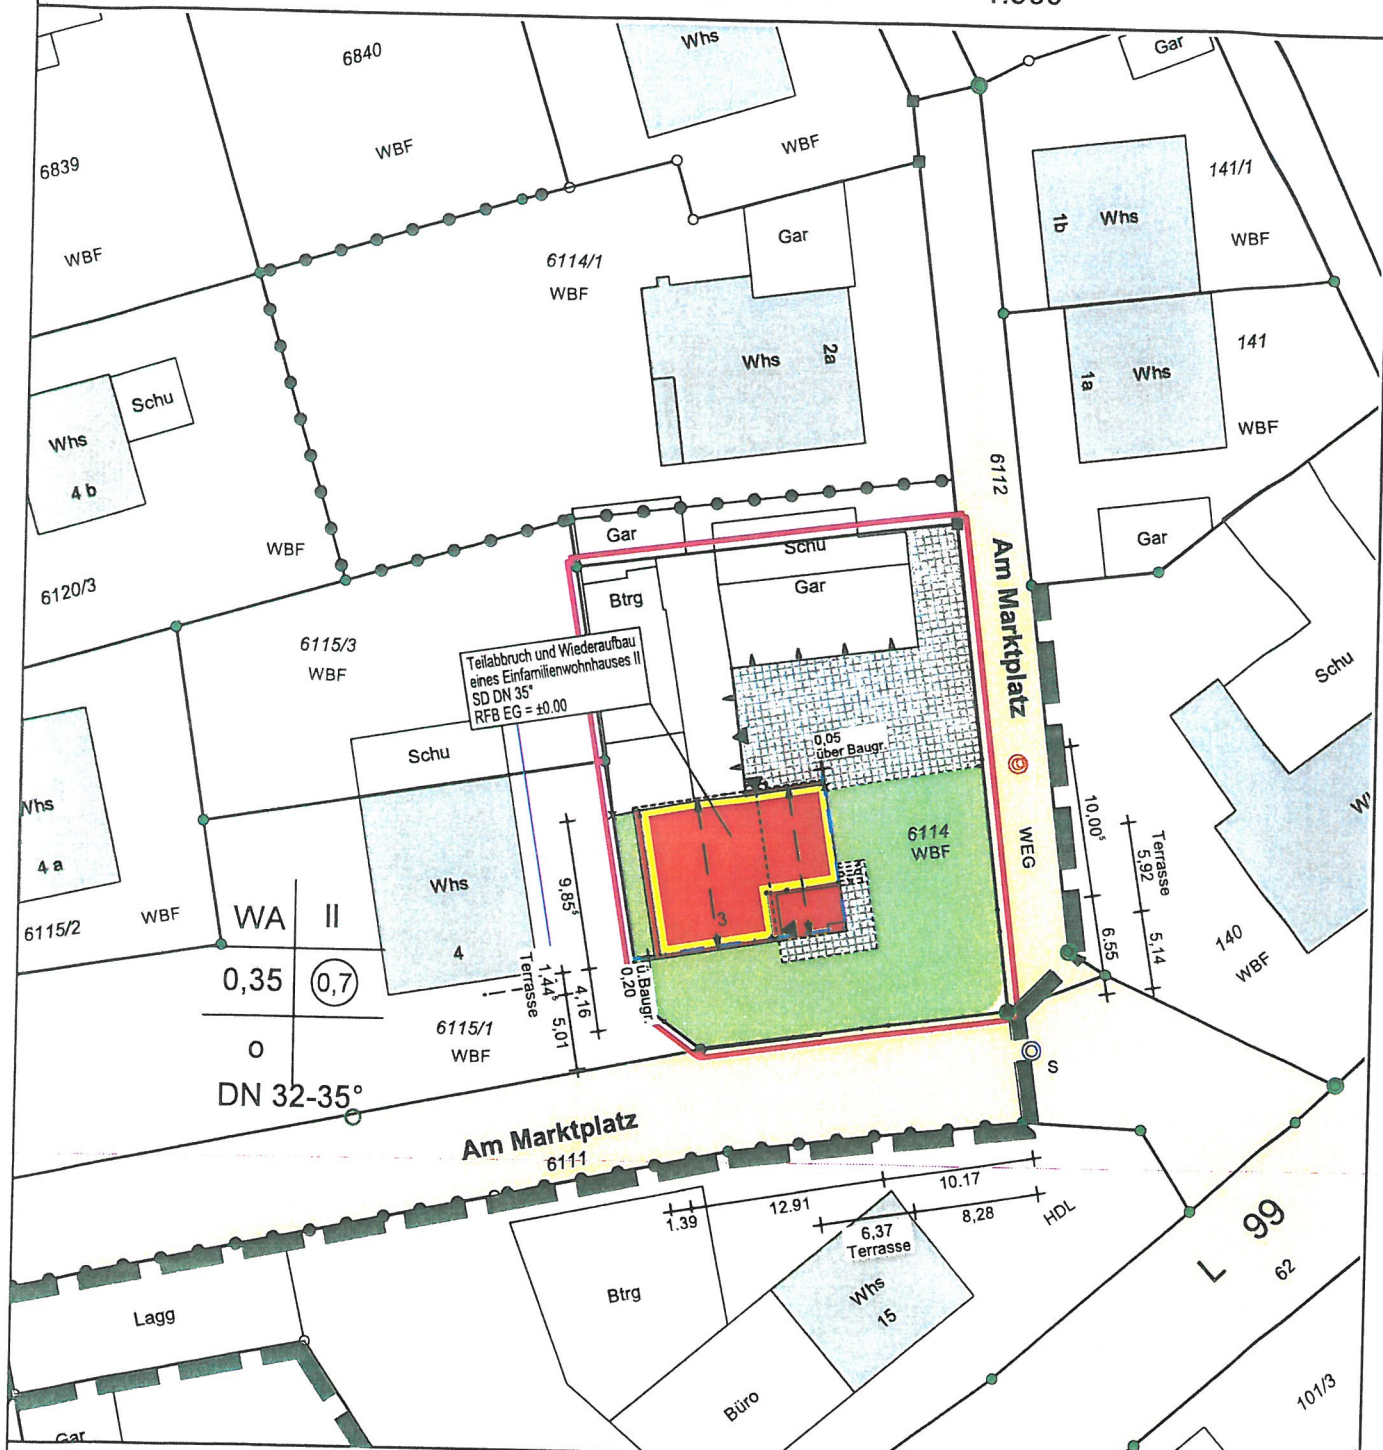 Whs
Gar
6840
WBF
WBF
6839
141/1
1b
Whs
WBF
Gar
WBF
6114/1
WBF
Whs
2a
141
1a
Whs
WBF
Schu
Whs
4 b
6112
WBF
6120/3
Gar
Schu
Gar
Btrg
Am Marktplatz
Gar
6115/3
WBF
Teilabbruch und Wiederaufbau
eines Einfamilienwohnhauses II
SD DN 35°
RFB EG = ±0.00
Schu
Schu
0,05
über Baugr.
Whs
4 a
6114
WBF
WEG
10,00⁵
Terrasse
5,92
Whs
4
9,85⁵
3
6115/2
WBF
WA
II
0,35
0,7
o
DN 32-35°
Terrasse
1,44⁵
4,16
5,01
0,20
ü.Baugr.
6.55
5,14
140
WBF
6115/1
WBF
S
Am Marktplatz
6111
1.39
12.91
10.17
6,37
Terrasse
8,28
HDL
L 99
62
Lagg
Btrg
Whs
15
Büro
101/3
Gar